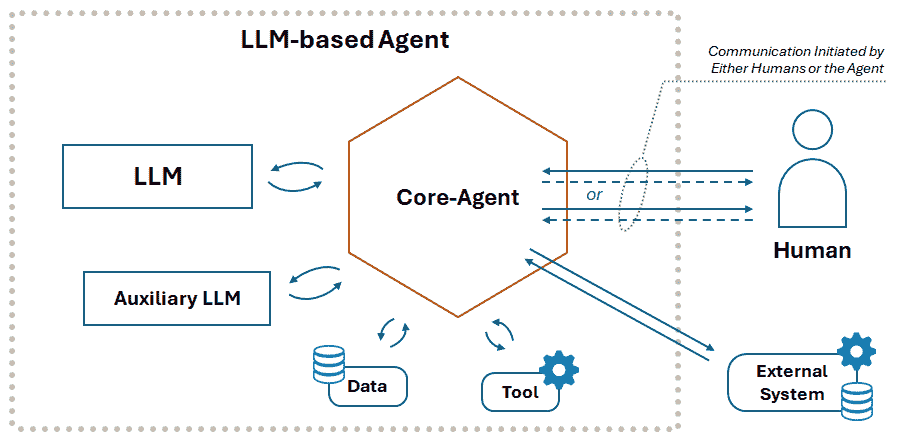 LLM-based Agent
Communication Initiated by
Either Humans or the Agent
LLM
Core-Agent
or
Human
Auxiliary LLM
Data
Tool
External
System